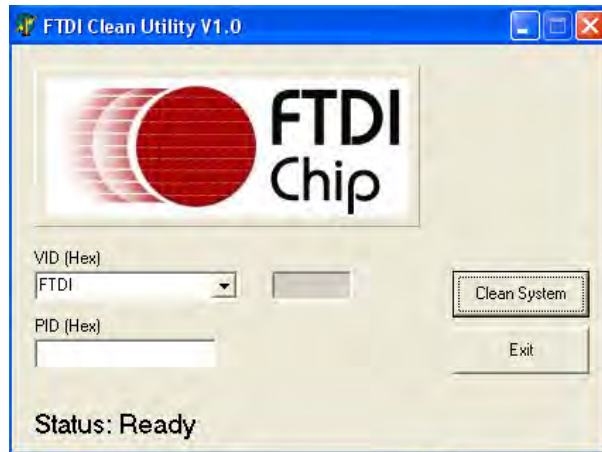 FTDI Clean Utility V1.0
FTDI
Chip
VID (Hex)
FTDI
Clean System
PID (Hex)
Exit
Status: Ready